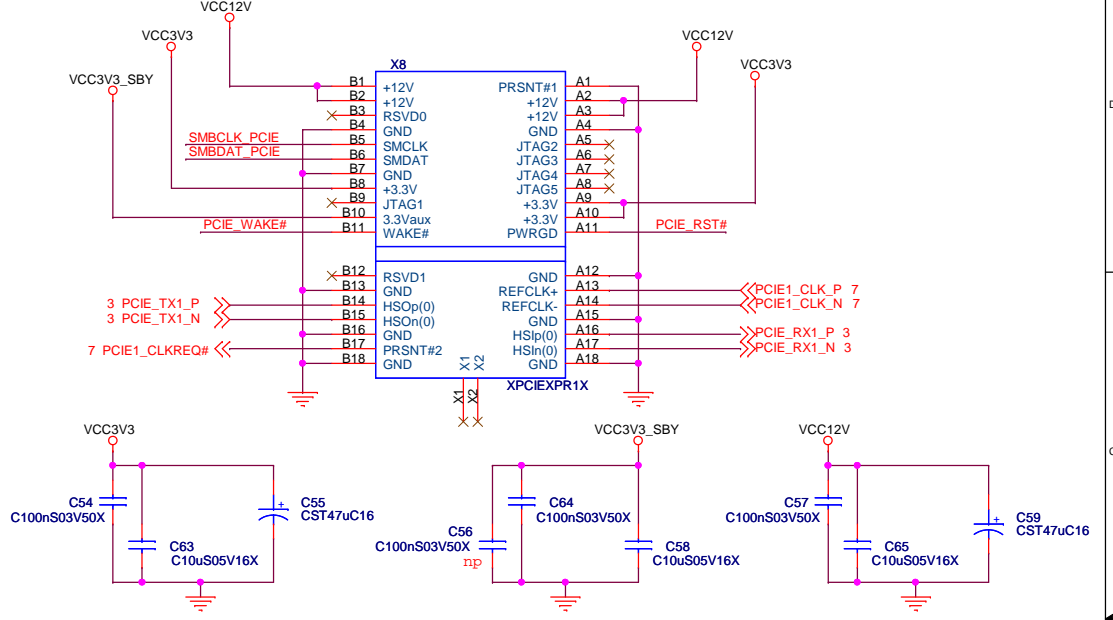 VCC12V
VCC3V3
VCC12V
VCC3V3_SBY
VCC3V3
X8
B1 +12V PRSNT#1 A1
B2 +12V +12V A2
B3 RSVD0 +12V A3
B4 GND GND A4
SMBCLK_PCIE B5 SMCLK JTAG2 A5
SMBDAT_PCIE B6 SMDAT JTAG3 A6
B7 GND JTAG4 A7
B8 +3.3V JTAG5 A8
B9 JTAG1 +3.3V A9
B10 3.3Vaux +3.3V A10
PCIE_WAKE# B11 WAKE# PWRGD A11 PCIE_RST#
B12 RSVD1 GND A12
B13 GND REFCLK+ A13 PCIE1_CLK_P 7
3 PCIE_TX1_P B14 HSOp(0) REFCLK- A14 PCIE1_CLK_N 7
3 PCIE_TX1_N B15 HSOn(0) GND A15
B16 GND HSIp(0) A16 PCIE_RX1_P 3
7 PCIE1_CLKREQ# B17 PRSNT#2 HSIn(0) A17 PCIE_RX1_N 3
B18 GND GND A18
X1 X2
XPCIEXPR1X
X1 X2
VCC3V3
VCC3V3_SBY
VCC12V
C54
C100nS03V50X
C63
C10uS05V16X
+
C55
CST47uC16
C64
C100nS03V50X
C56
C100nS03V50X
np
C58
C10uS05V16X
C57
C100nS03V50X
C65
C10uS05V16X
+
C59
CST47uC16